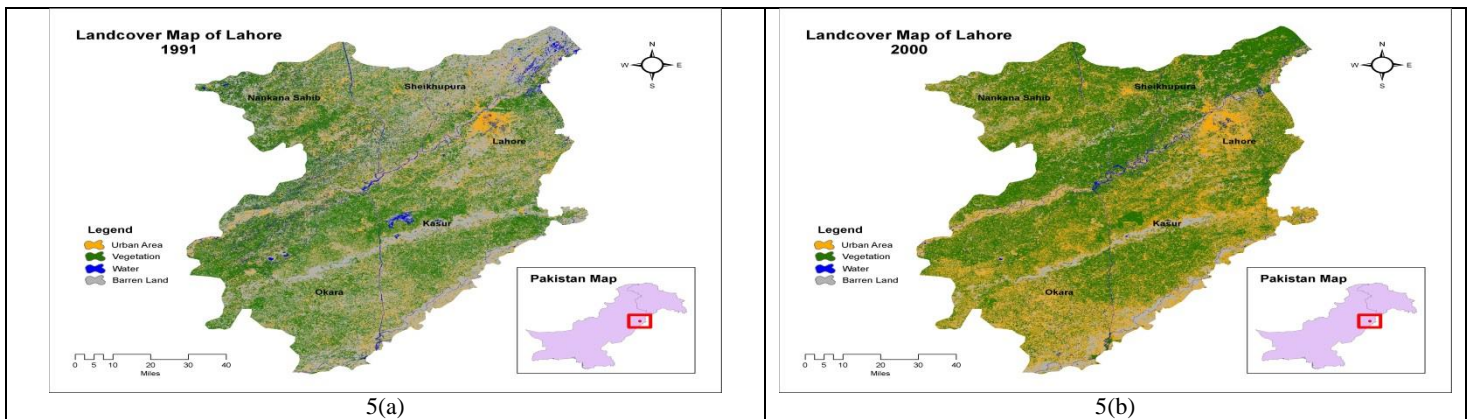 Landcover Map of Lahore
1991
N
W E
S
Nankana Sahib
Sheikhupura
Lahore
Kasur
Okara
Legend
Urban Area
Vegetation
Water
Barren Land
Pakistan Map
0 5 10 20 30 40
Miles
5(a)
Landcover Map of Lahore
2000
N
W E
S
Nankana Sahib
Sheikhupura
Lahore
Kasur
Okara
Legend
Urban Area
Vegetation
Water
Barren Land
Pakistan Map
0 5 10 20 30 40
Miles
5(b)